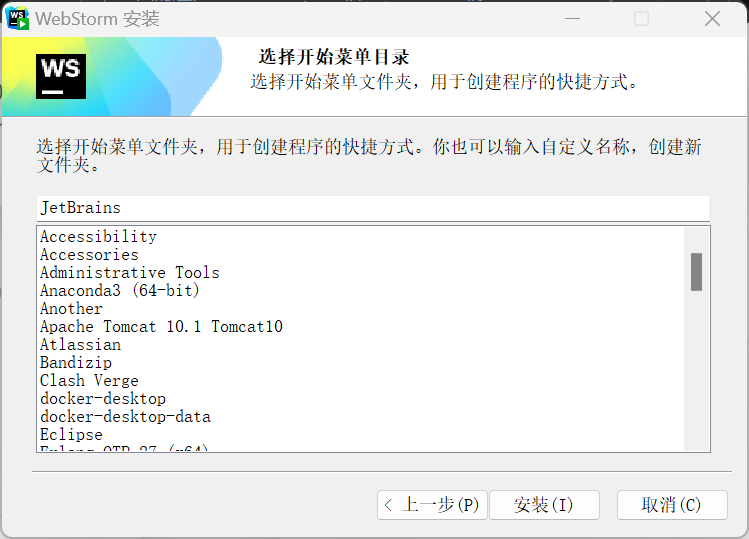 WebStorm 安装
WS
选择开始菜单目录
选择开始菜单文件夹，用于创建程序的快捷方式。
选择开始菜单文件夹，用于创建程序的快捷方式。你也可以输入自定义名称，创建新
文件夹。
JetBrains
Accessibility
Accessories
Administrative Tools
Anaconda3 (64-bit)
Another
Apache Tomcat 10.1 Tomcat10
Atlassian
Bandizip
Clash Verge
docker-desktop
docker-desktop-data
Eclipse
Erlang OTP 27 (x64)
< 上一步(P)
安装(I)
取消(C)